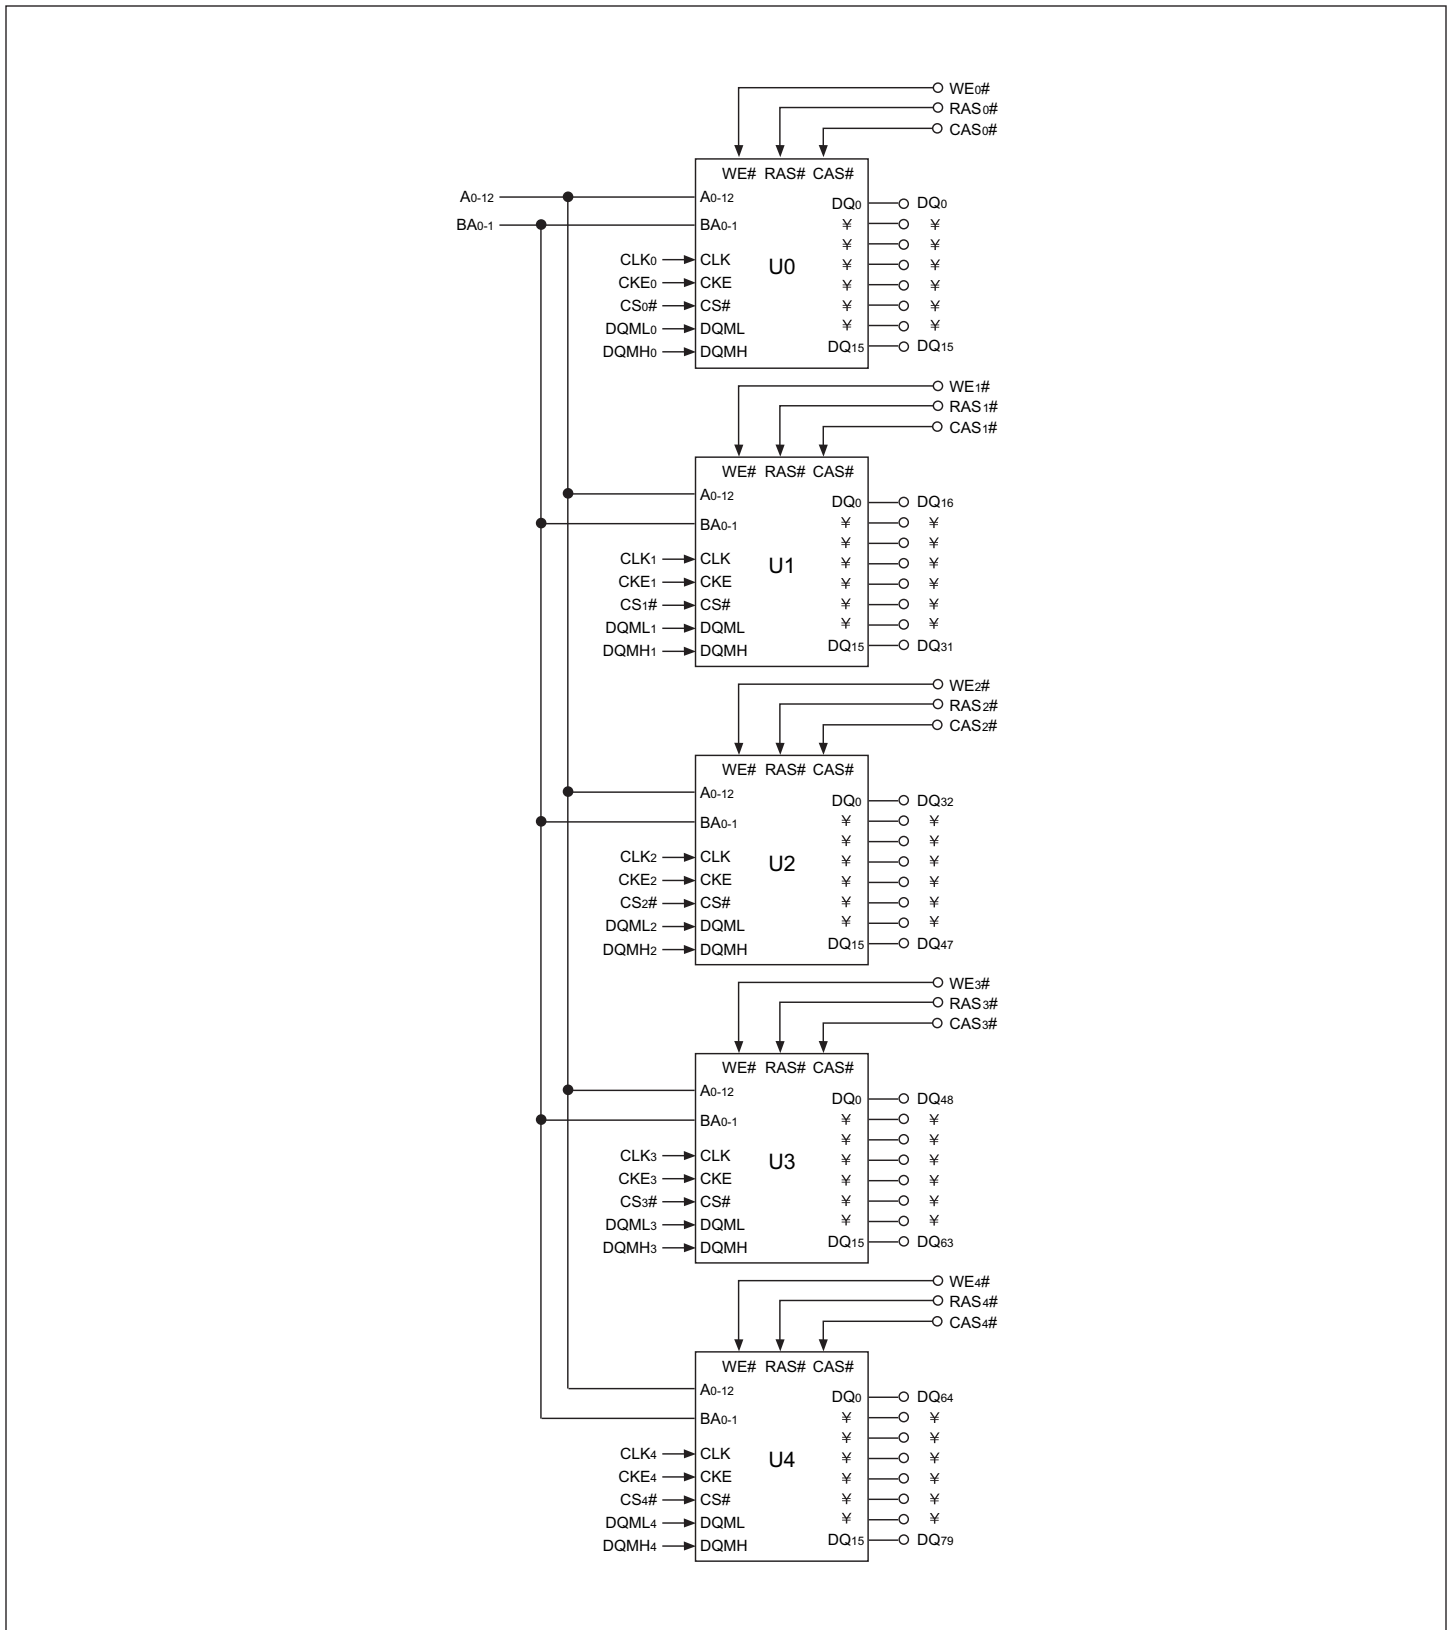 WE0#
RAS0#
CAS0#
WE# RAS# CAS#
A0-12 A0-12
DQ0 DQ0
BA0-1 BA0-1
¥ ¥
¥ ¥
CLK0 CLK
¥ ¥
U0
CKE0 CKE
¥ ¥
CS0# CS#
¥ ¥
DQML0 DQML
¥ ¥
DQMH0 DQMH
DQ15 DQ15
WE1#
RAS1#
CAS1#
WE# RAS# CAS#
A0-12
DQ0 DQ16
BA0-1
¥ ¥
¥ ¥
CLK1 CLK
¥ ¥
U1
CKE1 CKE
¥ ¥
CS1# CS#
¥ ¥
DQML1 DQML
¥ ¥
DQMH1 DQMH
DQ15 DQ31
WE2#
RAS2#
CAS2#
WE# RAS# CAS#
A0-12
DQ0 DQ32
BA0-1
¥ ¥
¥ ¥
CLK2 CLK
¥ ¥
U2
CKE2 CKE
¥ ¥
CS2# CS#
¥ ¥
DQML2 DQML
¥ ¥
DQMH2 DQMH
DQ15 DQ47
WE3#
RAS3#
CAS3#
WE# RAS# CAS#
A0-12
DQ0 DQ48
BA0-1
¥ ¥
¥ ¥
CLK3 CLK
¥ ¥
U3
CKE3 CKE
¥ ¥
CS3# CS#
¥ ¥
DQML3 DQML
¥ ¥
DQMH3 DQMH
DQ15 DQ63
WE4#
RAS4#
CAS4#
WE# RAS# CAS#
A0-12
DQ0 DQ64
BA0-1
¥ ¥
¥ ¥
CLK4 CLK
¥ ¥
U4
CKE4 CKE
¥ ¥
CS4# CS#
¥ ¥
DQML4 DQML
¥ ¥
DQMH4 DQMH
DQ15 DQ79